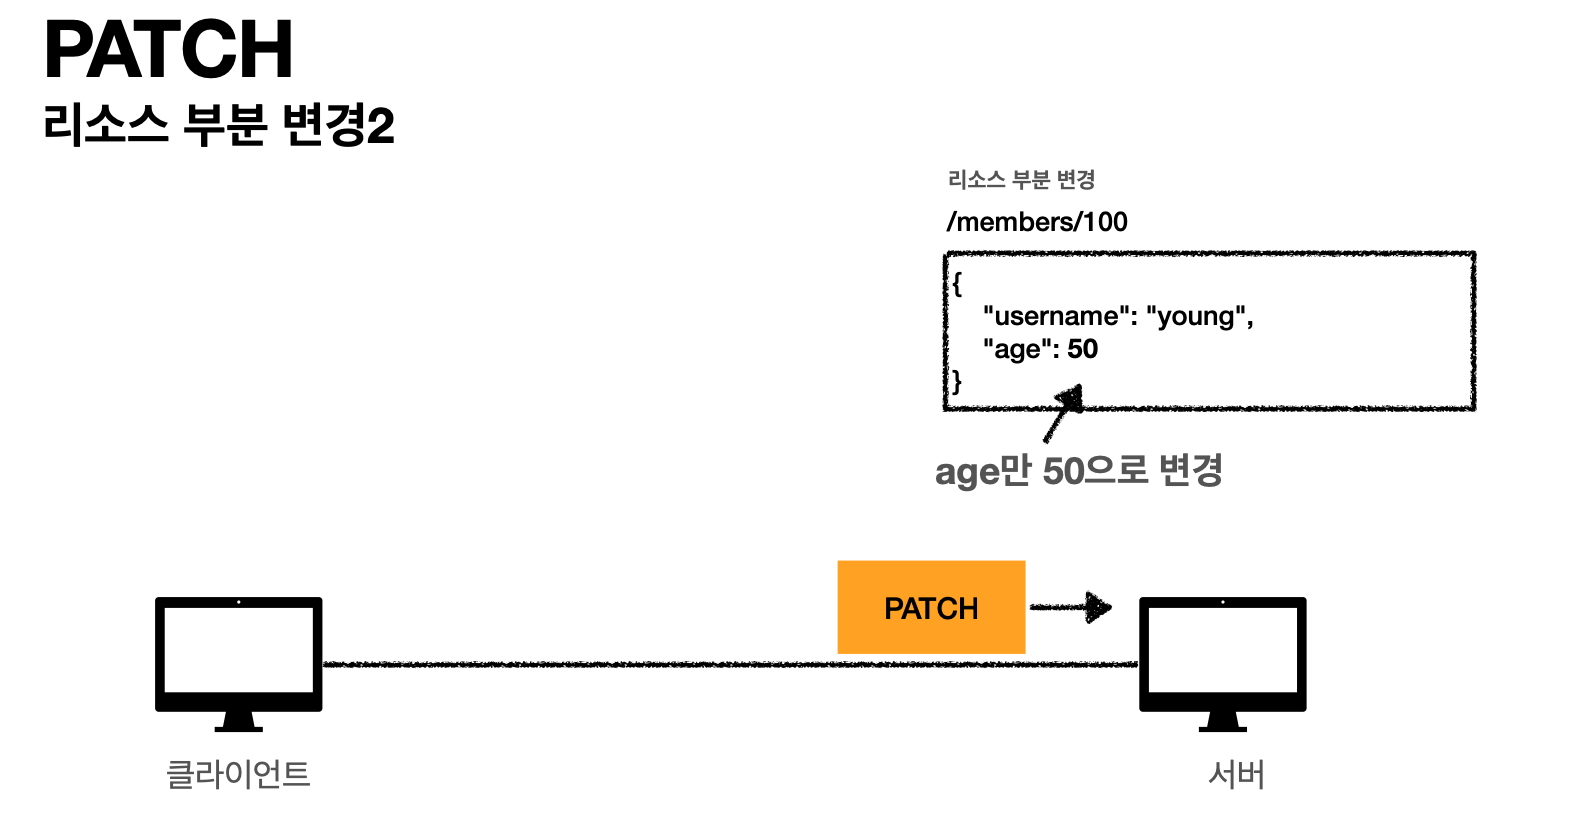 PATCH
리소스 부분 변경2
리소스 부분 변경
/members/100
{
"username": "young",
"age": 50
}
age만 50으로 변경
PATCH
클라이언트
서버